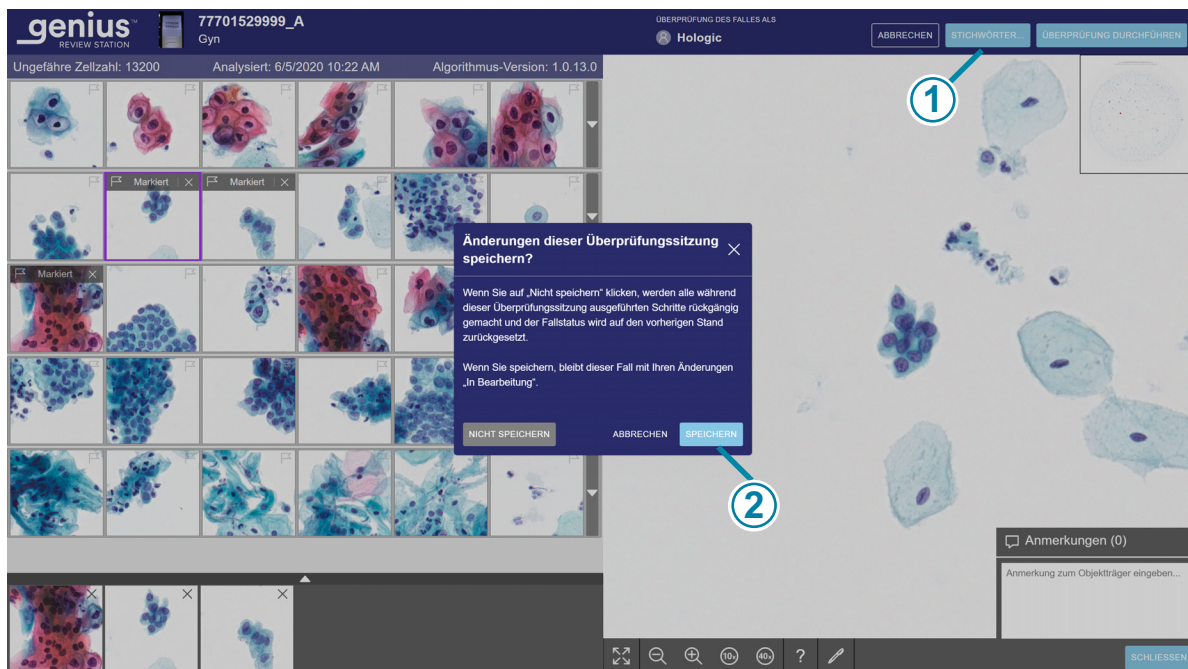 genius™
REVIEW STATION
77701529999_A
Gyn
ÜBERPRÜFUNG DES FALLES ALS
Hologic
ABBRECHEN
STICHWÖRTER...
ÜBERPRÜFUNG DURCHFÜHREN
Ungefähre Zellzahl: 13200
Analysiert: 6/5/2020 10:22 AM
Algorithmus-Version: 1.0.13.0
1
Markiert
Markiert
Markiert
Änderungen dieser Überprüfungssitzung
speichern?
Wenn Sie auf „Nicht speichern“ klicken, werden alle während
dieser Überprüfungssitzung ausgeführten Schritte rückgängig
gemacht und der Fallstatus wird auf den vorherigen Stand
zurückgesetzt.
Wenn Sie speichern, bleibt dieser Fall mit Ihren Änderungen
„In Bearbeitung“.
NICHT SPEICHERN
ABBRECHEN
SPEICHERN
2
Anmerkungen (0)
Anmerkung zum Objektträger eingeben...
10x
40x
?
SCHLIESSEN